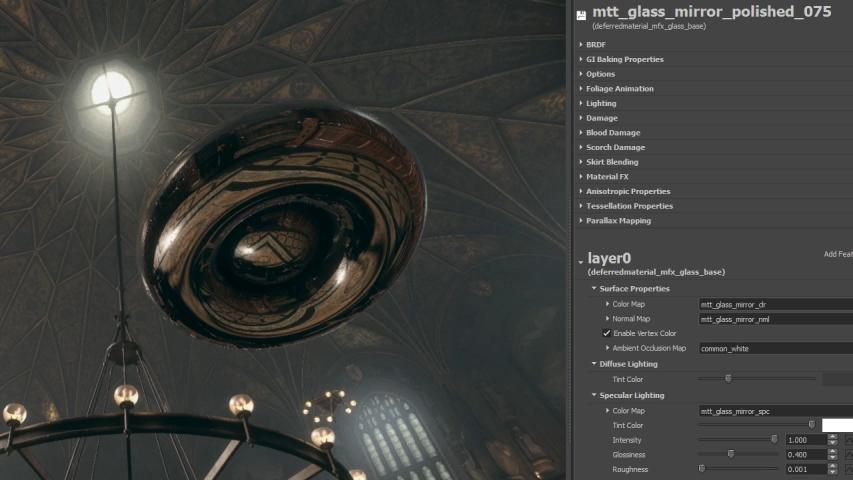 mtt_glass_mirror_polished_075
(deferredmaterial_mfx_glass_base)
BRDF
GI Baking Properties
Options
Foliage Animation
Lighting
Damage
Blood Damage
Scorch Damage
Skirt Blending
Material FX
Anisotropic Properties
Tessellation Properties
Parallax Mapping
Add Feat
layer0
(deferredmaterial_mfx_glass_base)
Surface Properties
Color Map mtt_glass_mirror_dr
Normal Map mtt_glass_mirror_nml
Enable Vertex Color
Ambient Occlusion Map common_white
Diffuse Lighting
Tint Color
Specular Lighting
Color Map mtt_glass_mirror_spc
Tint Color
Intensity 1.000
Glossiness 0.400
Roughness 0.001